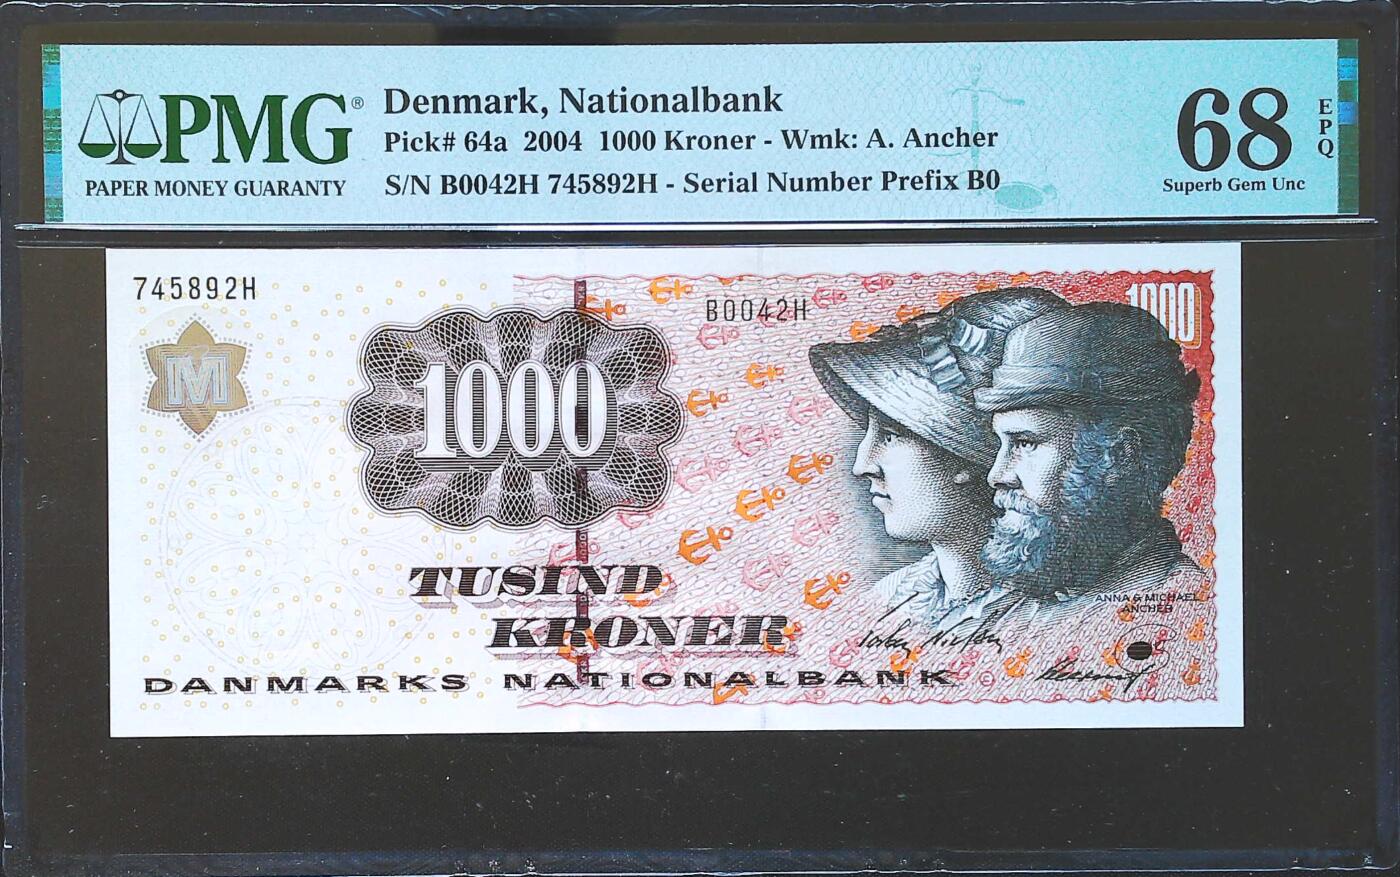 PMG®
PAPER MONEY GUARANTY
Denmark, Nationalbank
Pick# 64a 2004 1000 Kroner - Wmk: A. Ancher
S/N B0042H 745892H - Serial Number Prefix B0
68
EPQ
Superb Gem Unc
745892H
B0042H
1000
M
1000
TUSIND
KRONER
ANNA & MICHAEL
ANCHER
DANMARKS NATIONALBANK ©